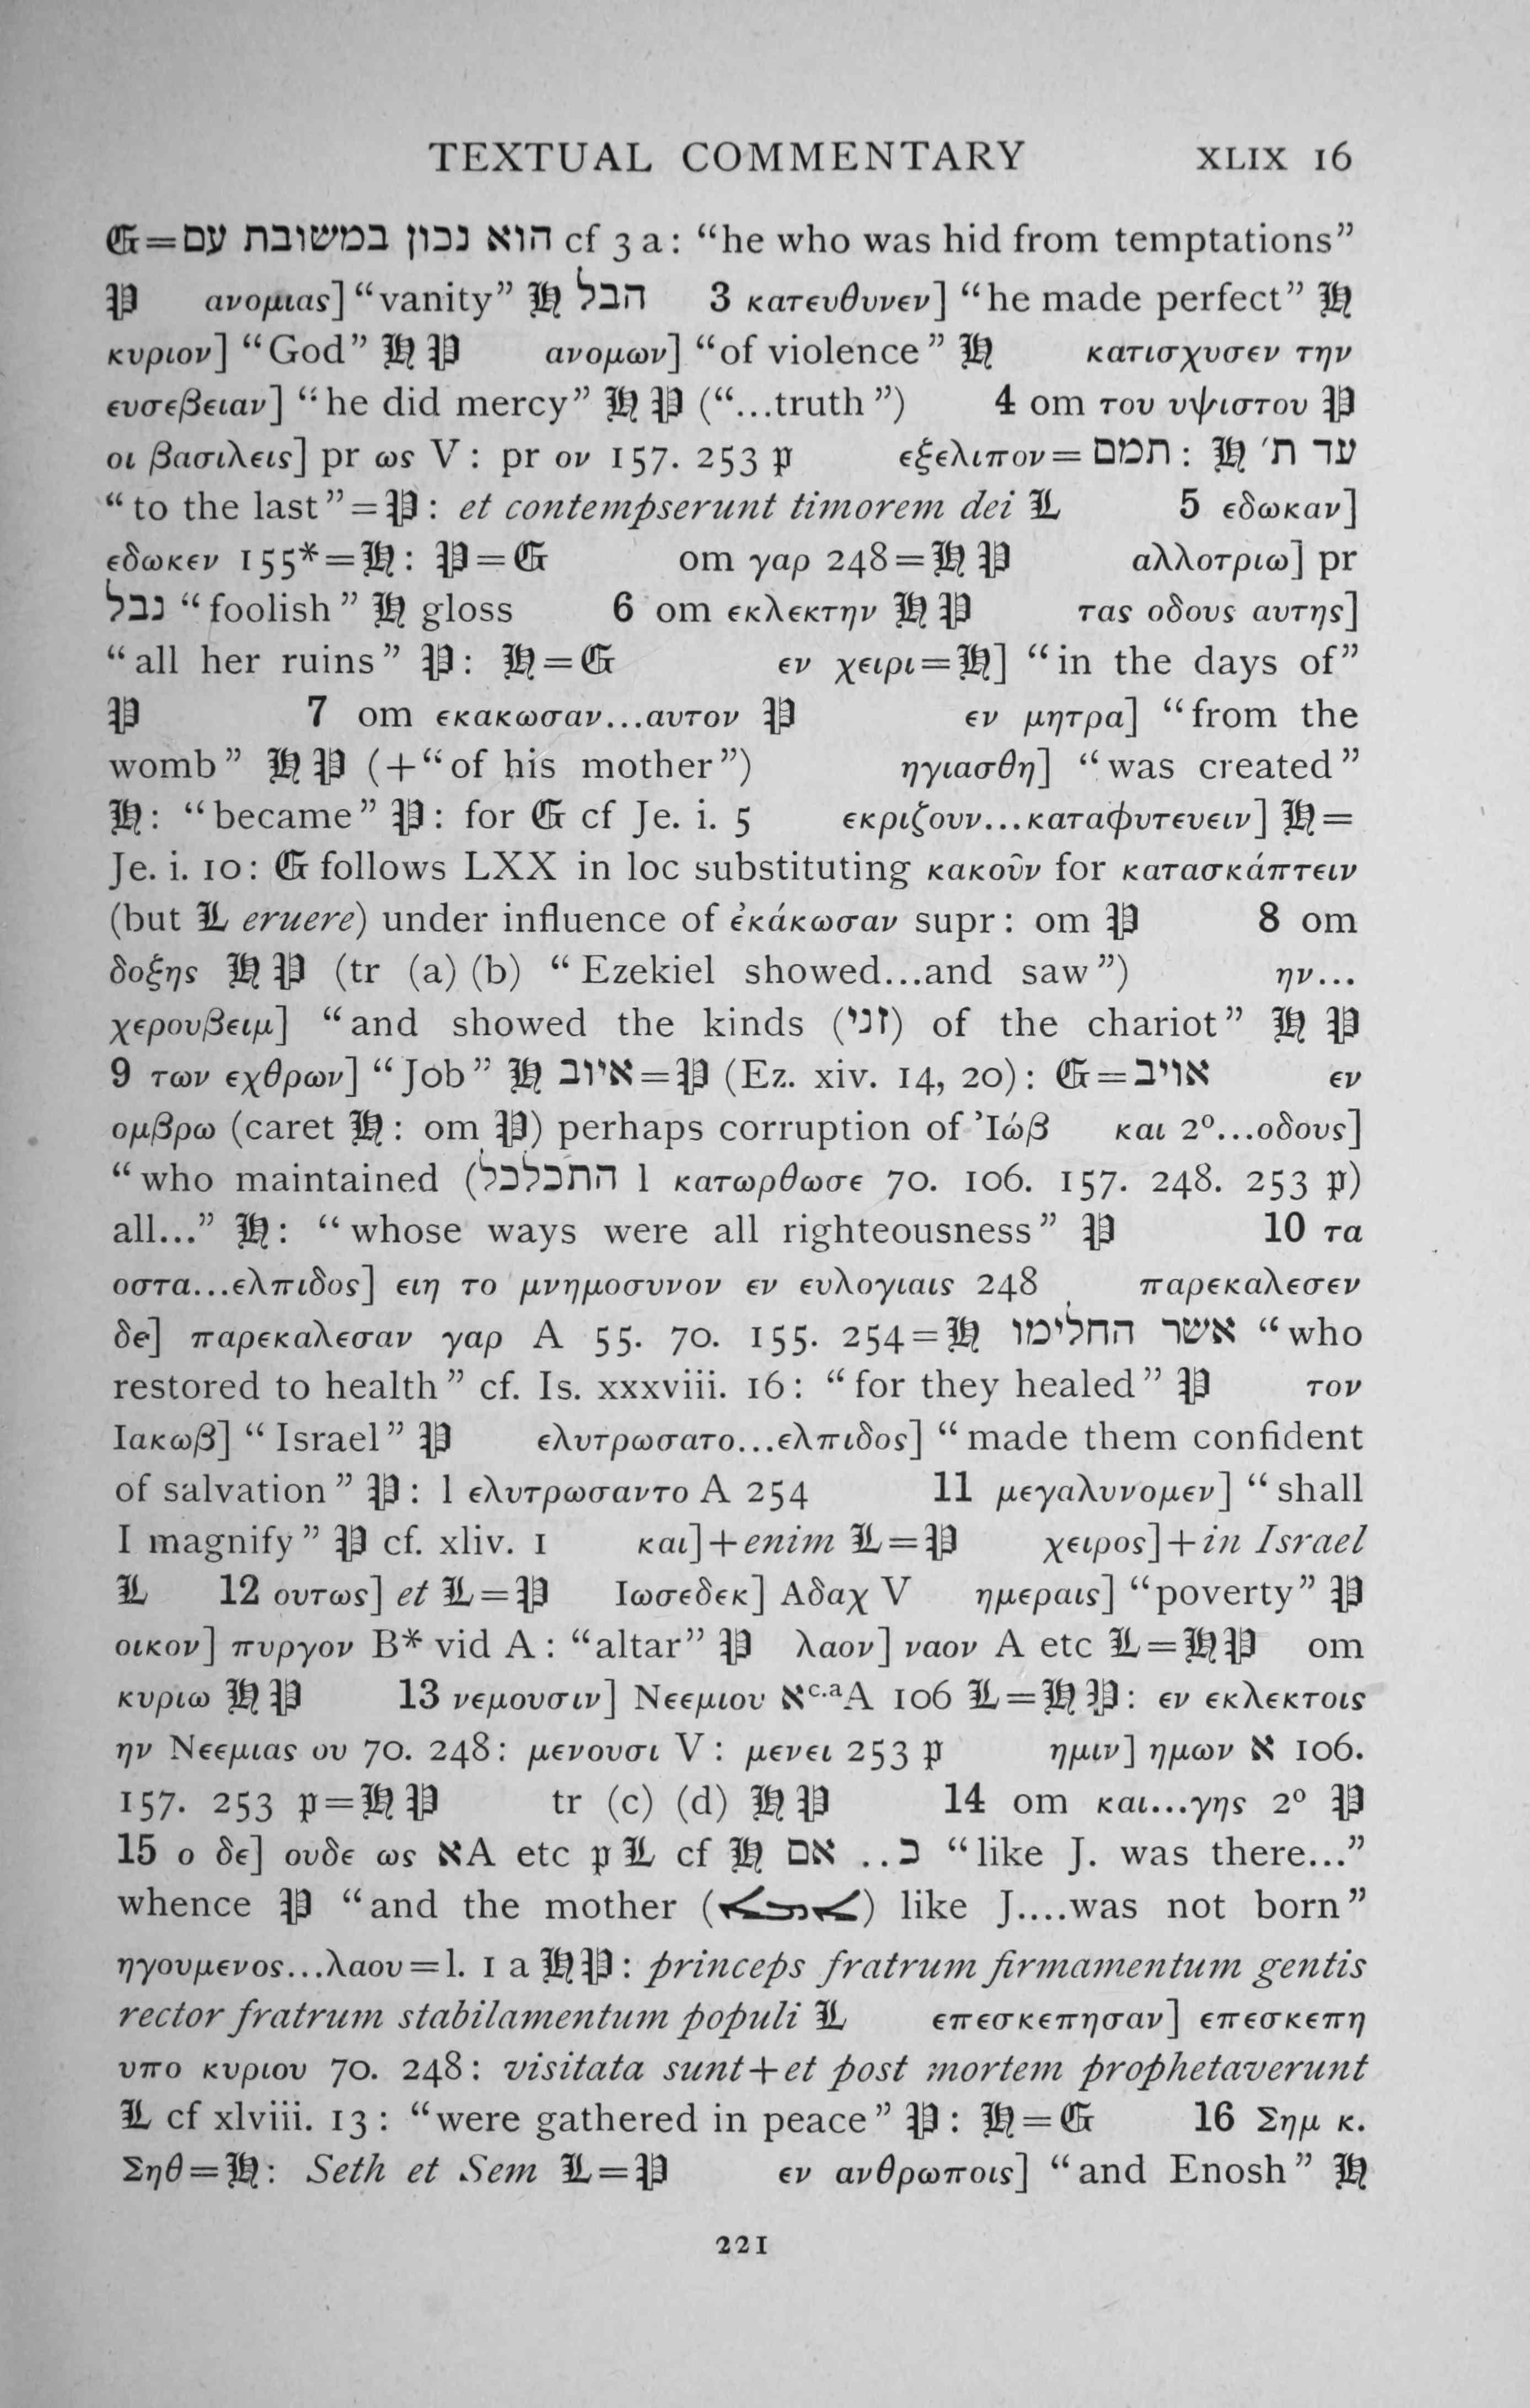 TEXTUAL COMMENTARY XLIX 16
𝕲=הוא נכון במשובת עם cf 3 a: “he who was hid from temptations”
𝕻 ανομιας] “vanity” 𝕳 הבל 3 κατευθυνεν] “he made perfect” 𝕳
κυριον] “God” 𝕳 𝕻 ανομων] “of violence” 𝕳 κατισχυσεν την
ευσεβειαν] “he did mercy” 𝕳 𝕻 (“...truth”) 4 om του υψιστου 𝕻
οι βασιλεις] pr ως V: pr ον 157. 253 𝔭 εξελιπον=תמם: 𝕳 עד ת׳
“to the last”=𝕻: et contempserunt timorem dei 𝕷 5 εδωκαν]
εδωκεν 155*=𝕳: 𝕻=𝕲 om γαρ 248=𝕳 𝕻 αλλοτριω] pr
נבל “foolish” 𝕳 gloss 6 om εκλεκτην 𝕳 𝕻 τας οδους αυτης]
“all her ruins” 𝕻: 𝕳=𝕲 εν χειρι=𝕳] “in the days of”
𝕻 7 om εκακωσαν...αυτον 𝕻 εν μητρα] “from the
womb” 𝕳 𝕻 (+“of his mother”) ηγιασθη] “was created”
𝕳: “became” 𝕻: for 𝕲 cf Je. i. 5 εκριζουν...καταφυτευειν] 𝕳=
Je. i. 10: 𝕲 follows LXX in loc substituting κακοῦν for κατασκάπτειν
(but 𝕷 eruere) under influence of ἐκάκωσαν supr: om 𝕻 8 om
δοξης 𝕳 𝕻 (tr (a) (b) “Ezekiel showed...and saw”) ην...
χερουβειμ] “and showed the kinds (זני) of the chariot” 𝕳 𝕻
9 των εχθρων] “Job” 𝕳 איוב=𝕻 (Ez. xiv. 14, 20): 𝕲=אויב εν
ομβρω (caret 𝕳: om 𝕻) perhaps corruption of Ἰώβ και 2º...οδους]
“who maintained (התכלכל l κατωρθωσε 70. 106. 157. 248. 253 𝔭)
all...” 𝕳: “whose ways were all righteousness” 𝕻 10 τα
οστα...ελπιδος] ειη το μνημοσυνον εν ευλογιαις 248 παρεκαλεσεν
δε] παρεκαλεσαν γαρ A 55. 70. 155. 254=𝕳 אשר החלימו “who
restored to health” cf. Is. xxxviii. 16: “for they healed” 𝕻 τον
Ιακωβ] “Israel” 𝕻 ελυτρωσατο...ελπιδος] “made them confident
of salvation” 𝕻: l ελυτρωσαντο A 254 11 μεγαλυνομεν] “shall
I magnify” 𝕻 cf. xliv. 1 και]+enim 𝕷=𝕻 χειρος]+in Israel
𝕷 12 ουτως] et 𝕷=𝕻 Ιωσεδεκ] Αδαχ V ημεραις] “poverty” 𝕻
οικον] πυργον B* vid A: “altar” 𝕻 λαον] ναον A etc 𝕷=𝕳𝕻 om
κυριω 𝕳 𝕻 13 νεμουσιν] Νεεμιου אc.aA 106 𝕷=𝕳 𝕻: εν εκλεκτοις
ην Νεεμιας ου 70. 248: μενουσι V: μενει 253 𝔭 ημιν] ημων א 106.
157. 253 𝔭=𝕳 𝕻 tr (c) (d) 𝕳 𝕻 14 om και...γης 2º 𝕻
15 ο δε] ουδε ως אA etc 𝔭 𝕷 cf 𝕳 כ.. אם “like J. was there...”
whence 𝕻 “and the mother () like J....was not born”
ηγουμενος...λαου=l. 1 a 𝕳𝕻: princeps fratrum firmamentum gentis
rector fratrum stabilamentum populi 𝕷 επεσκεπησαν] επεσκεπη
υπο κυριου 70. 248: visitata sunt+et post mortem prophetaverunt
𝕷 cf xlviii. 13: “were gathered in peace” 𝕻: 𝕳=𝕲 16 Σημ κ.
Σηθ=𝕳: Seth et Sem 𝕷=𝕻 εν ανθρωποις] “and Enosh” 𝕳
221